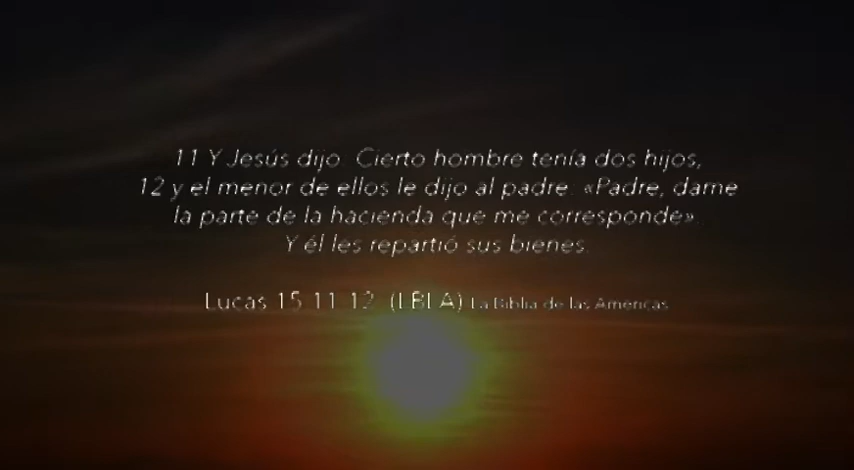 11 Y Jesús dijo: Cierto hombre tenía dos hijos,
12 y el menor de ellos le dijo al padre: «Padre, dame
la parte de la hacienda que me corresponde».
Y él les repartió sus bienes.
Lucas 15:11-12 (LBLA) La Biblia de las Américas